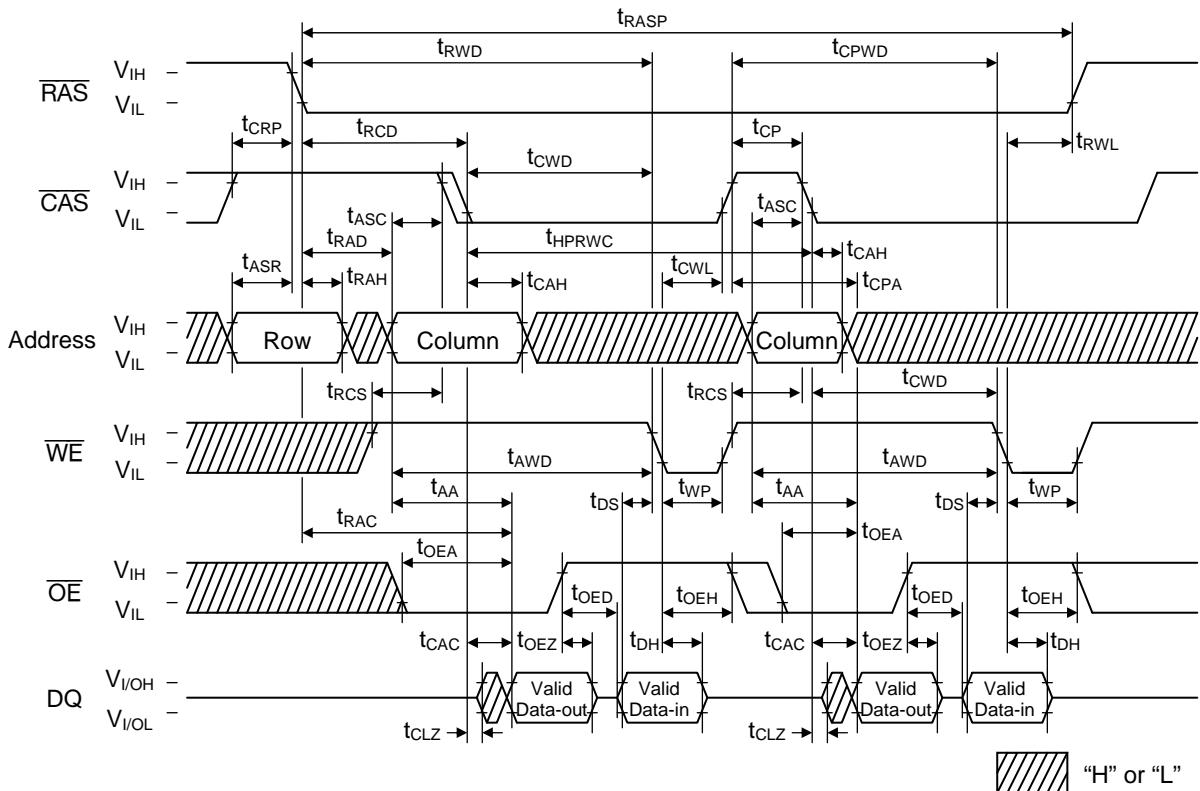 tRASP
tRWD
tCPWD
RAS
VIH
VIL
tCRP
tRCD
tCP
tRWL
tCWD
CAS
VIH
VIL
tASC
tASC
tRAD
tHPRWC
tCAH
tASR
tRAH
tCAH
tCWL
tCPA
Address
VIH
VIL
Row
Column
Column
tRCS
tRCS
tCWD
WE
VIH
VIL
tAWD
tAWD
tAA
tDS
tWP
tAA
tDS
tWP
tRAC
tOEA
tOEA
OE
VIH
VIL
tOED
tOEH
tOED
tOEH
tCAC
tOEZ
tDH
tCAC
tOEZ
tDH
DQ
VI/OH
VI/OL
Valid Data-out
Valid Data-in
Valid Data-out
Valid Data-in
tCLZ
tCLZ
“H” or “L”